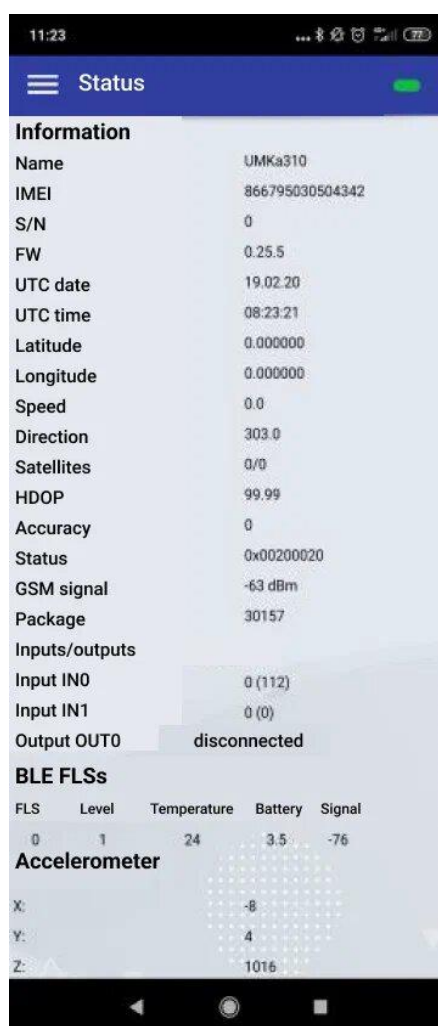 11:23 ... 77
Status
Information
Name UMKa310
IMEI 866795030504342
S/N 0
FW 0.25.5
UTC date 19.02.20
UTC time 08:23:21
Latitude 0.000000
Longitude 0.000000
Speed 0.0
Direction 303.0
Satellites 0/0
HDOP 99.99
Accuracy 0
Status 0x00200020
GSM signal -63 dBm
Package 30157
Inputs/outputs
Input IN0 0 (112)
Input IN1 0 (0)
Output OUT0 disconnected
BLE FLSs
FLS Level Temperature Battery Signal
0 1 24 3.5 -76
Accelerometer
X: -8
Y: 4
Z: 1016